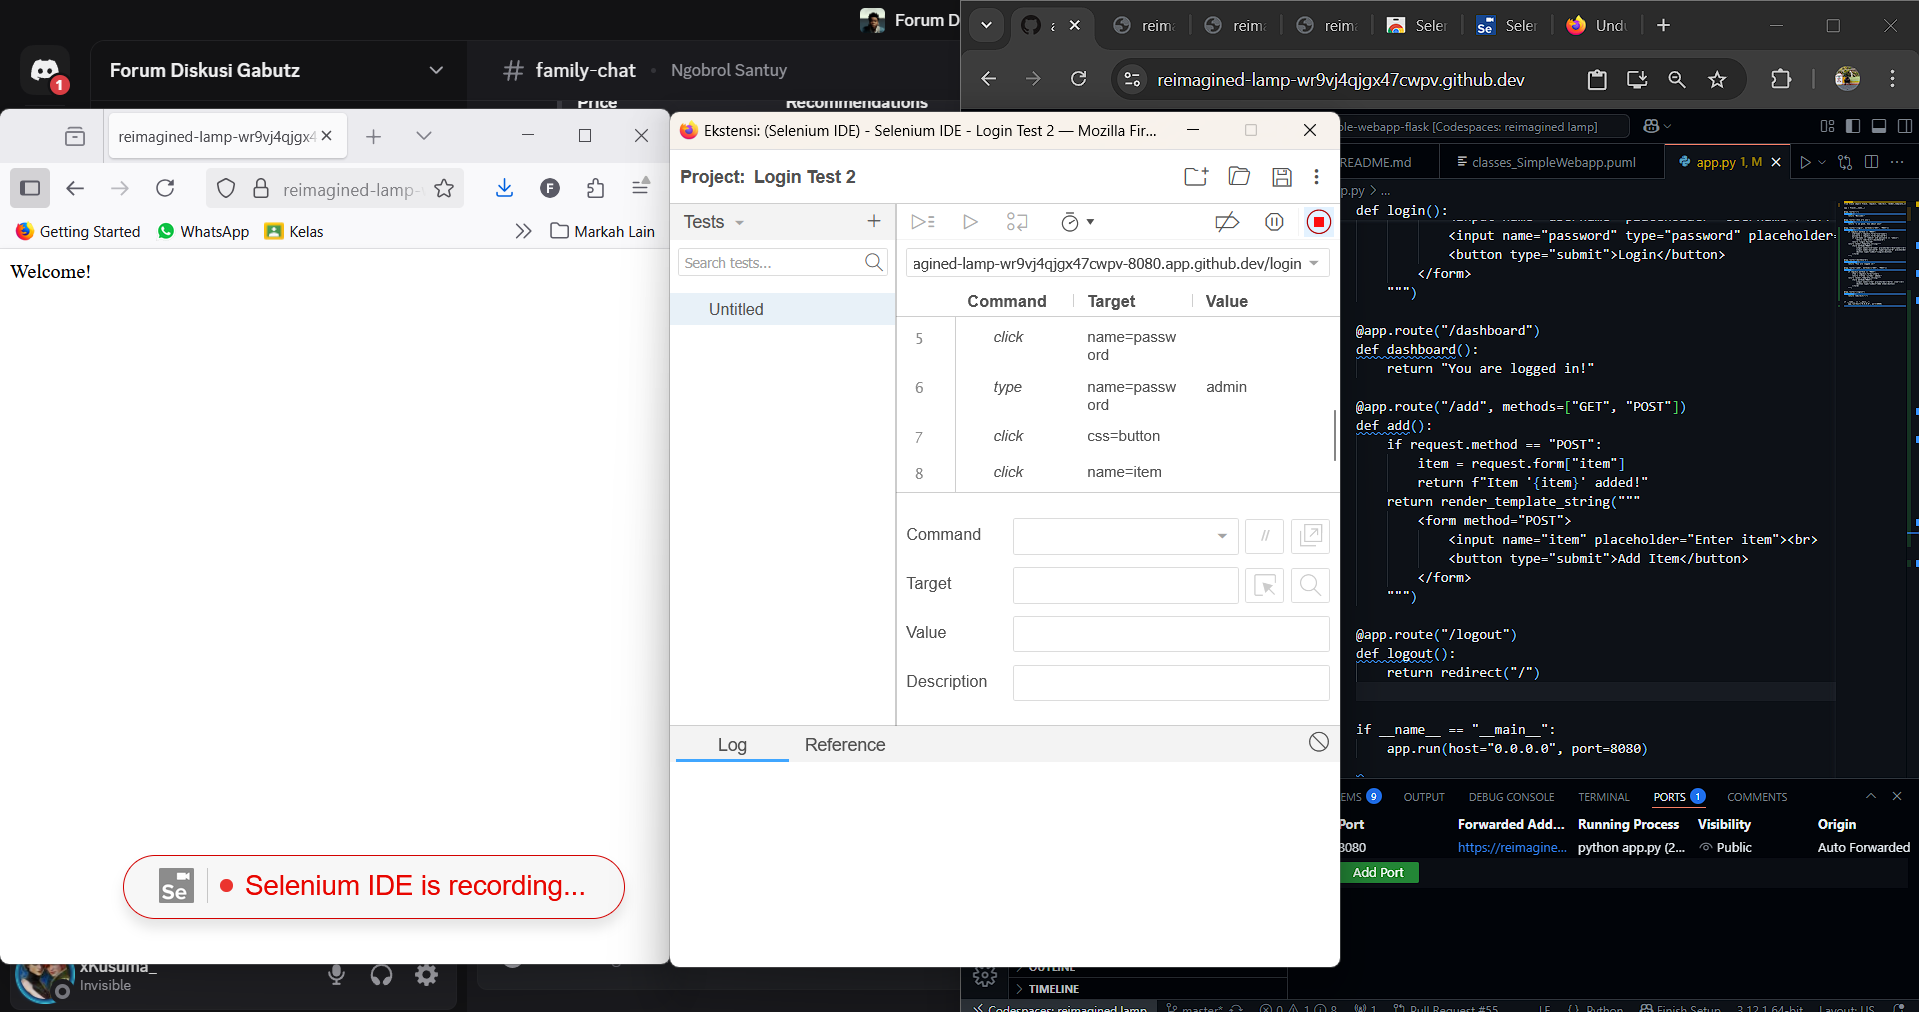 Forum D
Forum Diskusi Gabutz
# family-chat
Ngobrol Santuy
1
Price
Recommendations
reimagined-lamp-wr9vj4qjgx4
reimagined-lamp-
Getting Started
WhatsApp
Kelas
Markah Lain
Welcome!
Se
Selenium IDE is recording...
xKusuma_
Invisible
Ekstensi: (Selenium IDE) - Selenium IDE - Login Test 2 — Mozilla Fir...
Project: Login Test 2
Tests
Search tests...
Untitled
agined-lamp-wr9vj4qjgx47cwpv-8080.app.github.dev/login
Command Target Value
5 click name=passw
ord
6 type name=passw admin
ord
7 click css=button
8 click name=item
Command
//
Target
Value
Description
Log
Reference
a
reima
reima
reima
Seler
Se
Seler
Undu
reimagined-lamp-wr9vj4qjgx47cwpv.github.dev
ple-webapp-flask [Codespaces: reimagined lamp]
README.md
classes_SimpleWebapp.puml
app.py 1, M
p.py > ...
def login():
<input name="password" type="password" placeholder=
<button type="submit">Login</button>
</form>
""")
@app.route("/dashboard")
def dashboard():
return "You are logged in!"
@app.route("/add", methods=["GET", "POST"])
def add():
if request.method == "POST":
item = request.form["item"]
return f"Item '{item}' added!"
return render_template_string("""
<form method="POST">
<input name="item" placeholder="Enter item"><br>
<button type="submit">Add Item</button>
</form>
""")
@app.route("/logout")
def logout():
return redirect("/")
if __name__ == "__main__":
app.run(host="0.0.0.0", port=8080)
EMS 9
OUTPUT
DEBUG CONSOLE
TERMINAL
PORTS 1
COMMENTS
Port Forwarded Add... Running Process Visibility Origin
8080 https://reimagine... python app.py (2... Public Auto Forwarded
Add Port
OUTLINE
TIMELINE
Codespaces: reimagined lamp
master*
Pull Request #55
LF
Python
Finish Setup
3.12.1 64-bit
Layout: US